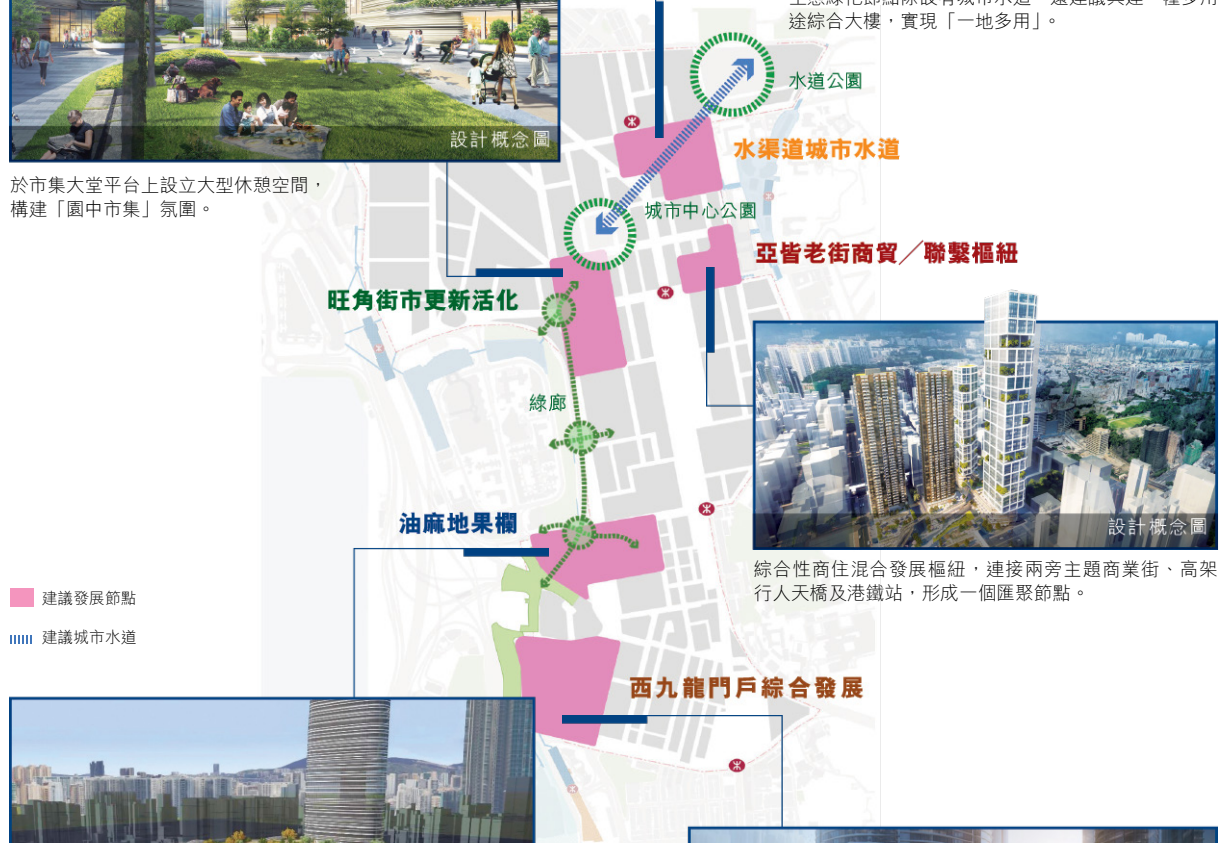 途綜合大樓，實現「一地多用」。
水道公園
設計概念圖
水渠道城市水道
於市集大堂平台上設立大型休憩空間，
構建「園中市集」氛圍。
城市中心公園
亞皆老街商貿／聯繫樞紐
旺角街市更新活化
綠廊
油麻地果欄
設計概念圖
綜合性商住混合發展樞紐，連接兩旁主題商業街、高架
行人天橋及港鐵站，形成一個匯聚節點。
建議發展節點
建議城市水道
西九龍門戶綜合發展